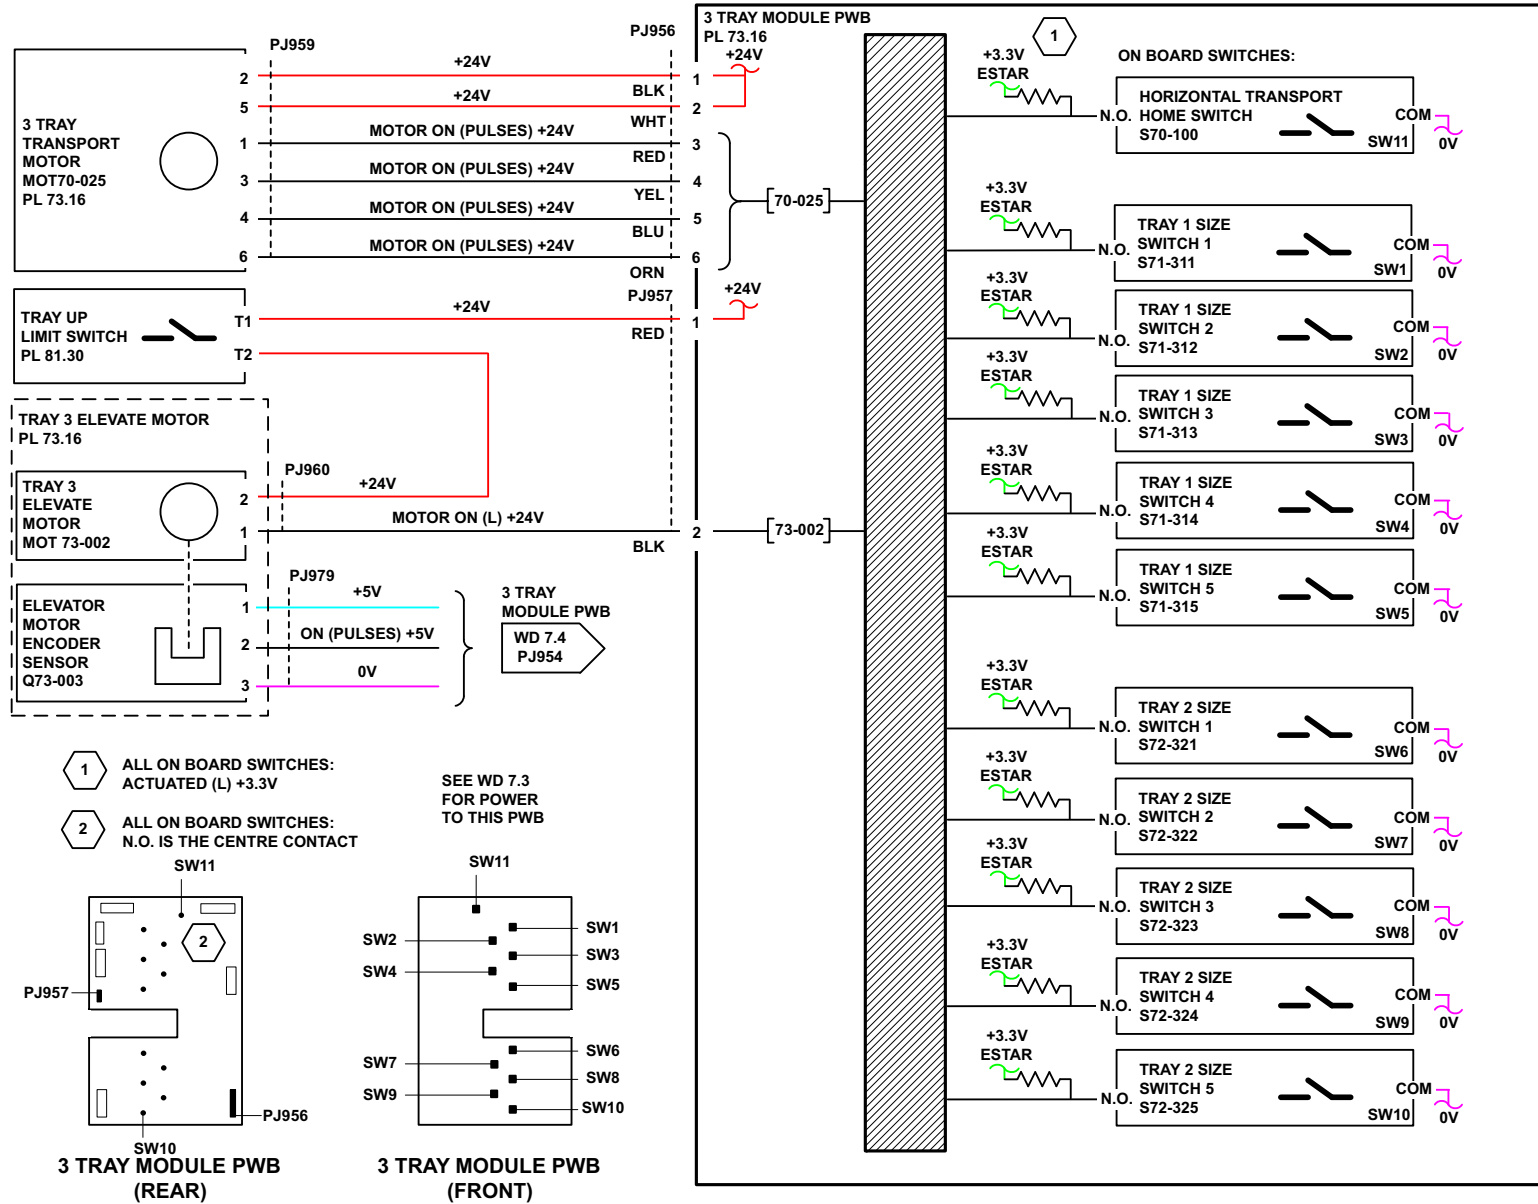 3 TRAY MODULE PWB
PL 73.16
+24V
PJ959
PJ956
3 TRAY
TRANSPORT
MOTOR
MOT70-025
PL 73.16
2
+24V
1
BLK
5
+24V
2
WHT
1
MOTOR ON (PULSES) +24V
3
RED
3
MOTOR ON (PULSES) +24V
4
YEL
4
MOTOR ON (PULSES) +24V
5
BLU
6
MOTOR ON (PULSES) +24V
6
ORN
70-025
TRAY UP
LIMIT SWITCH
PL 81.30
T1
T2
+24V
PJ957
RED
1
+24V
TRAY 3 ELEVATE MOTOR
PL 73.16
TRAY 3
ELEVATE
MOTOR
MOT 73-002
PJ960
2
+24V
1
MOTOR ON (L) +24V
BLK
2
73-002
ELEVATOR
MOTOR
ENCODER
SENSOR
Q73-003
PJ979
1
+5V
2
ON (PULSES) +5V
3
0V
3 TRAY
MODULE PWB
WD 7.4
PJ954
1
ON BOARD SWITCHES:
+3.3V
ESTAR
N.O.
HORIZONTAL TRANSPORT
HOME SWITCH
S70-100
COM
SW11
0V
+3.3V
ESTAR
N.O.
TRAY 1 SIZE
SWITCH 1
S71-311
COM
SW1
0V
+3.3V
ESTAR
N.O.
TRAY 1 SIZE
SWITCH 2
S71-312
COM
SW2
0V
+3.3V
ESTAR
N.O.
TRAY 1 SIZE
SWITCH 3
S71-313
COM
SW3
0V
+3.3V
ESTAR
N.O.
TRAY 1 SIZE
SWITCH 4
S71-314
COM
SW4
0V
+3.3V
ESTAR
N.O.
TRAY 1 SIZE
SWITCH 5
S71-315
COM
SW5
0V
+3.3V
ESTAR
N.O.
TRAY 2 SIZE
SWITCH 1
S72-321
COM
SW6
0V
+3.3V
ESTAR
N.O.
TRAY 2 SIZE
SWITCH 2
S72-322
COM
SW7
0V
+3.3V
ESTAR
N.O.
TRAY 2 SIZE
SWITCH 3
S72-323
COM
SW8
0V
+3.3V
ESTAR
N.O.
TRAY 2 SIZE
SWITCH 4
S72-324
COM
SW9
0V
+3.3V
ESTAR
N.O.
TRAY 2 SIZE
SWITCH 5
S72-325
COM
SW10
0V
1
ALL ON BOARD SWITCHES:
ACTUATED (L) +3.3V
2
ALL ON BOARD SWITCHES:
N.O. IS THE CENTRE CONTACT
SEE WD 7.3
FOR POWER
TO THIS PWB
SW11
2
PJ957
PJ956
SW10
3 TRAY MODULE PWB
(REAR)
SW11
SW1
SW2
SW3
SW4
SW5
SW6
SW7
SW8
SW9
SW10
3 TRAY MODULE PWB
(FRONT)